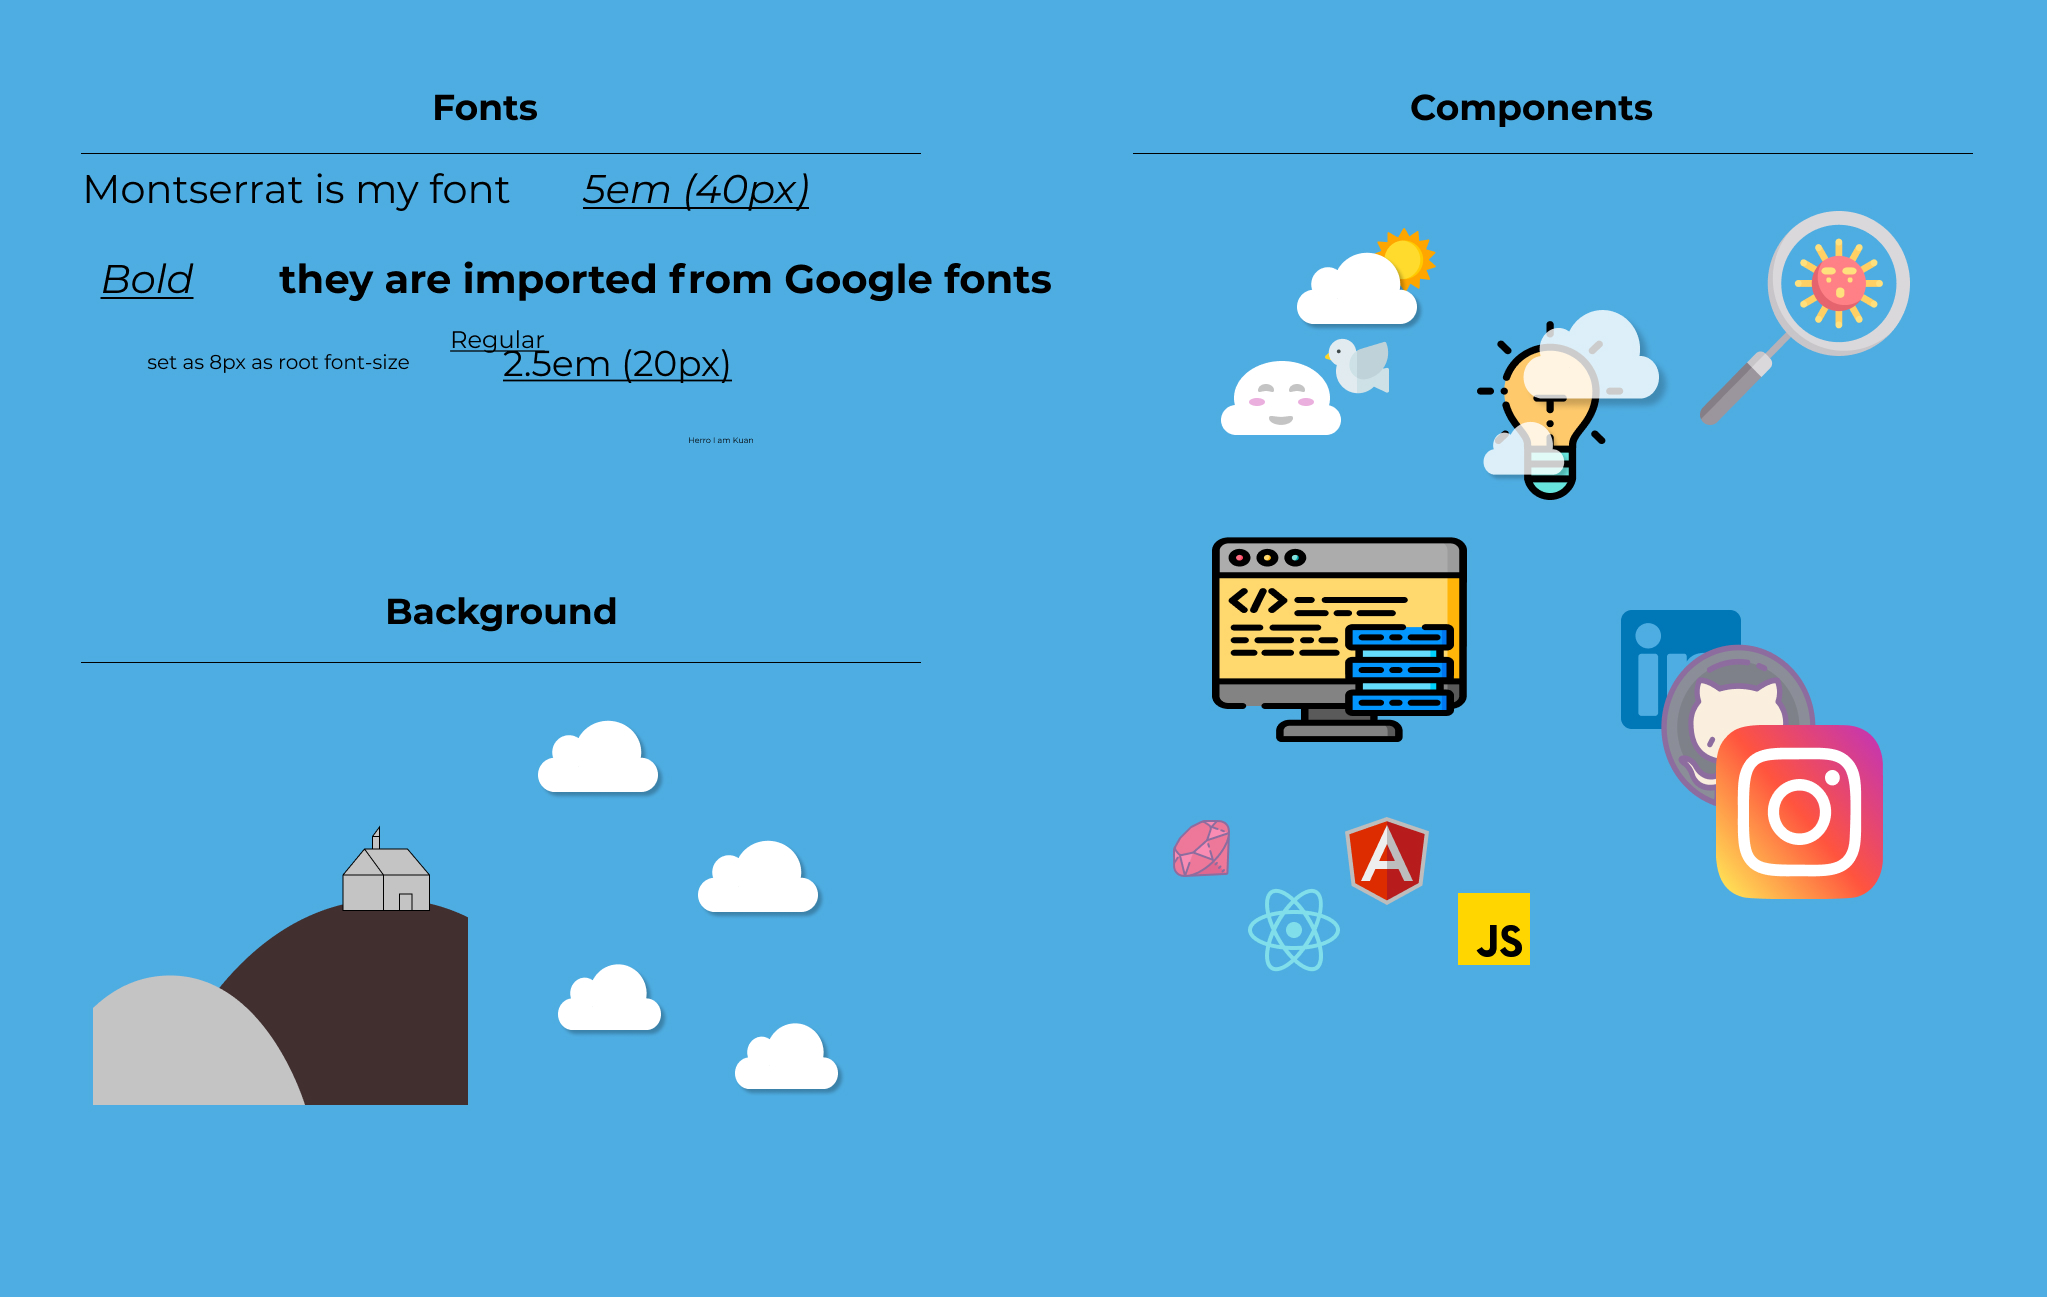 Fonts
Montserrat is my font 5em (40px)
Bold they are imported from Google fonts
Regular
set as 8px as root font-size 2.5em (20px)
Herro I am Kuan
Background
Components
</>
in
A
JS